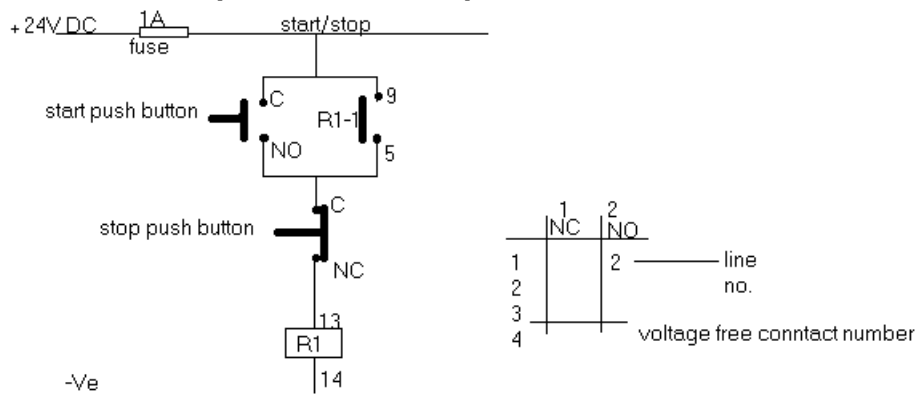 +24V DC 1A start/stop
fuse
start push button C 9
R1-1
NO 5
stop push button C
NC
13
R1
14
-Ve
1 2
NC NO
1 2 line
2 no.
3
4 voltage free conntact number